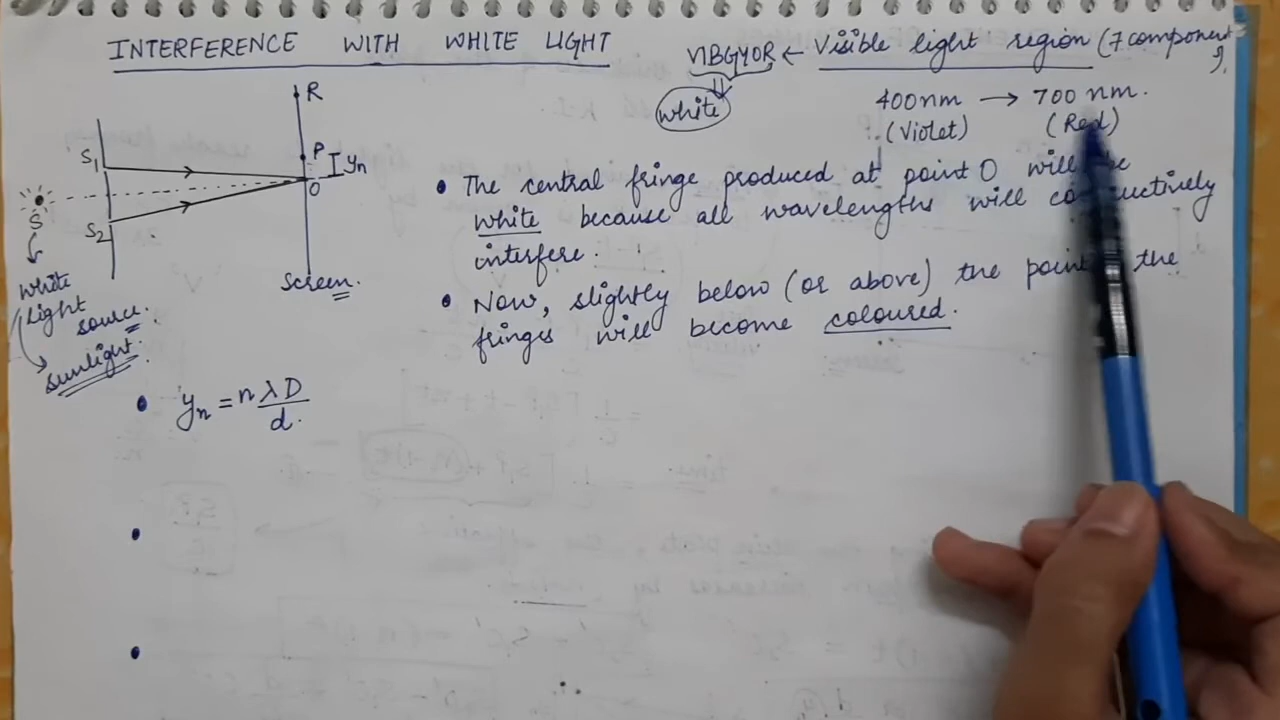 INTERFERENCE WITH WHITE LIGHT
VIBGYOR ← Visible light region (7 components).
white
400nm → 700 nm.
(Violet) (Red)
R
P
yn
O
S1
S2
S
Screen.
White
Light
source.
sunlight.
• The central fringe produced at point O will
white because all wavelengths will
interfere.
• Now, slightly below (or above) the point the
fringes will become coloured.
• yn = nλD
d.